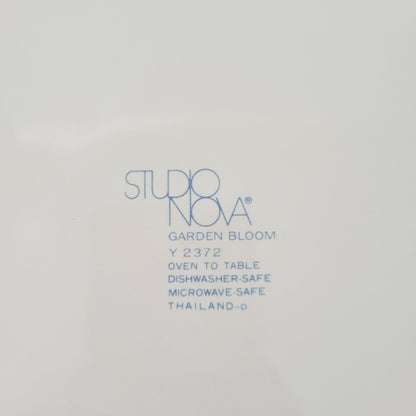 STUDIO
NOVA®
GARDEN BLOOM
Y 2372
OVEN TO TABLE
DISHWASHER-SAFE
MICROWAVE-SAFE
THAILAND-D.